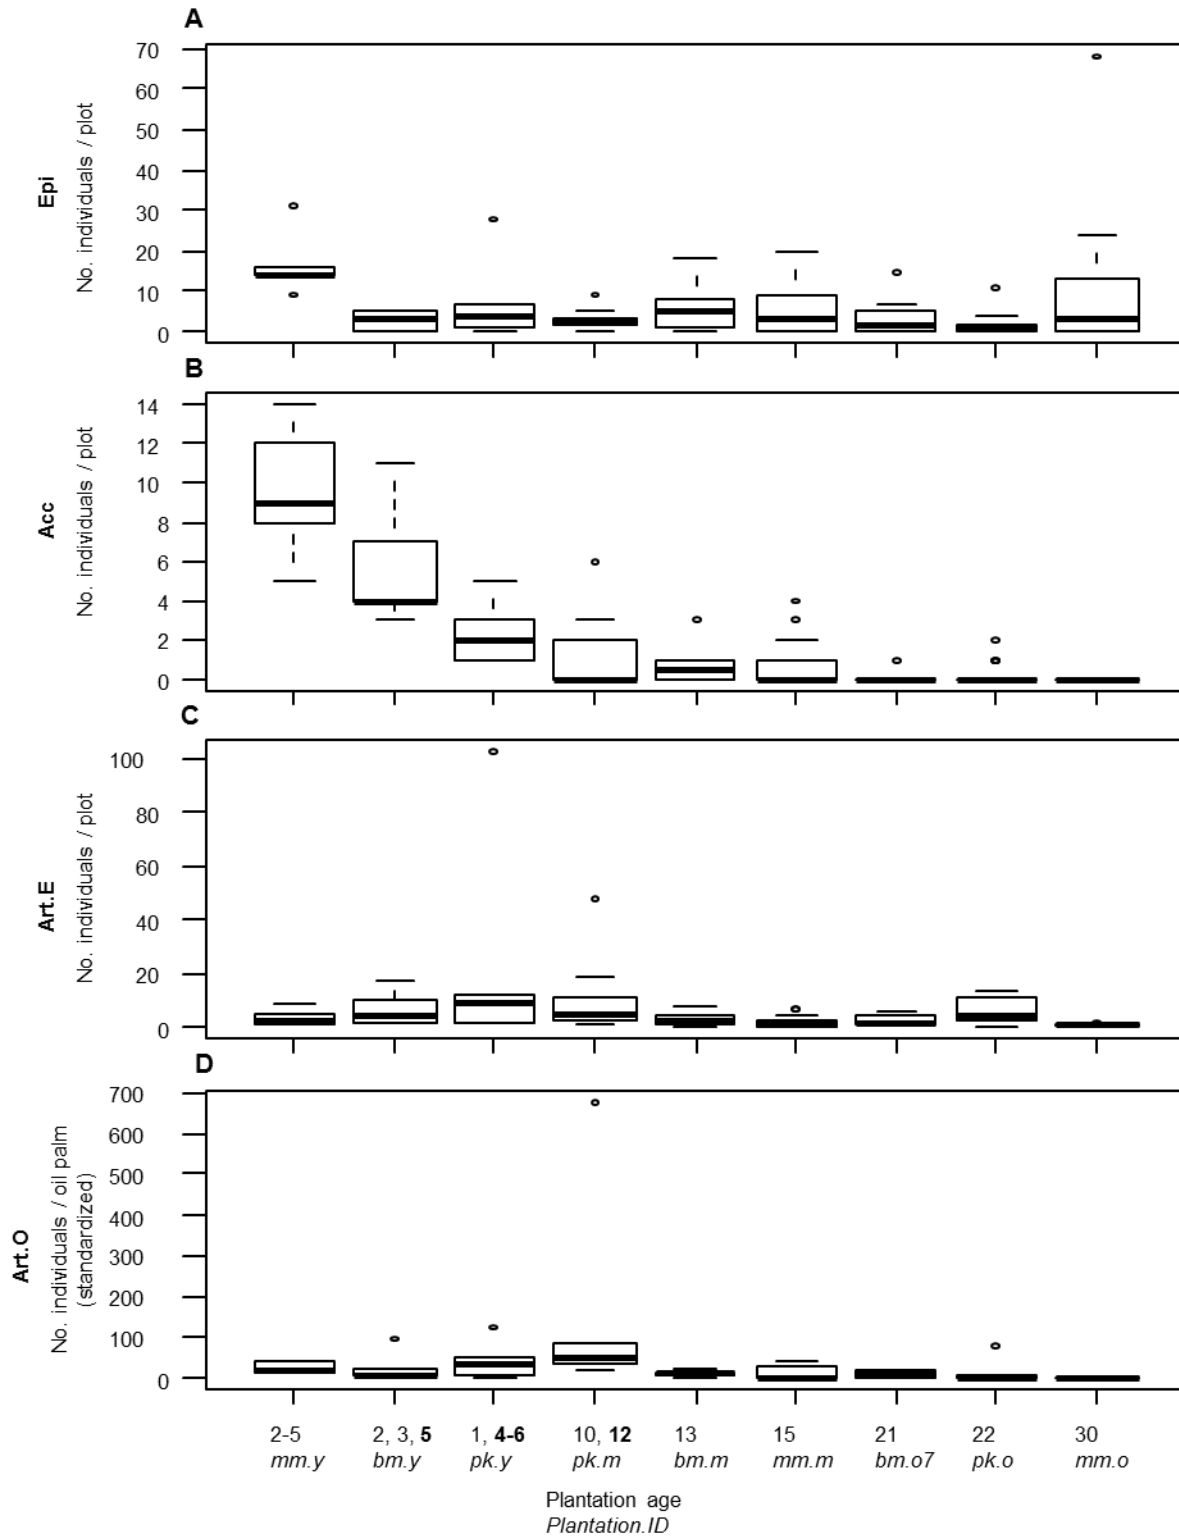 A
Epi
No. individuals / plot
70
60
50
40
30
20
10
0
B
Acc
No. individuals / plot
14
12
10
8
6
4
2
0
C
Art.E
No. individuals / plot
100
80
60
40
20
0
D
Art.O
No. individuals / oil palm
(standardized)
700
600
500
400
300
200
100
0
2-5 2, 3, 5 1, 4-6 10, 12 13 15 21 22 30
mm.y bm.y pk.y pk.m bm.m mm.m bm.o7 pk.o mm.o
Plantation age
Plantation.ID